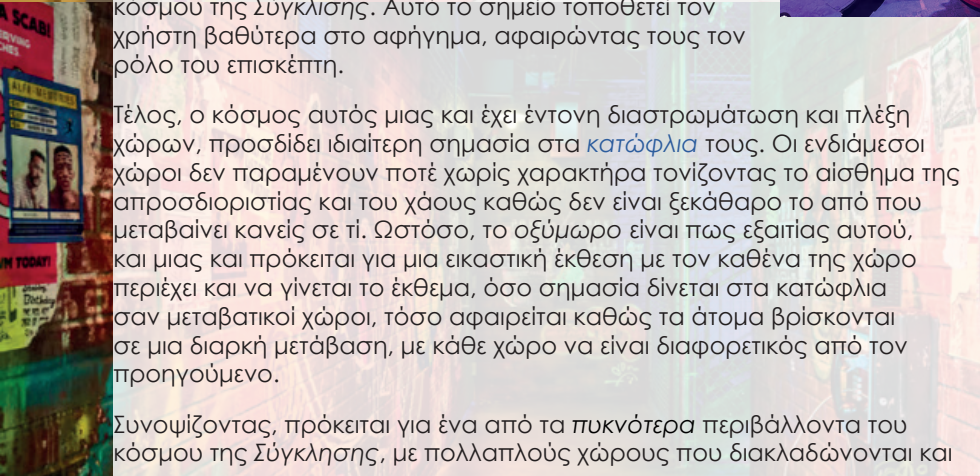 A SCAB!
ALFA-MEMORIES
VN TODAY!
κόσμου της Σύγκλισης. Αυτό το σημείο τοποθετεί τον
χρήστη βαθύτερα στο αφήγημα, αφαιρώντας τους τον
ρόλο του επισκέπτη.
Τέλος, ο κόσμος αυτός μιας και έχει έντονη διαστρωμάτωση και πλέξη
χώρων, προσδίδει ιδιαίτερη σημασία στα κατώφλια τους. Οι ενδιάμεσοι
χώροι δεν παραμένουν ποτέ χωρίς χαρακτήρα τονίζοντας το αίσθημα της
απροσδιοριστίας και του χάους καθώς δεν είναι ξεκάθαρο το από που
μεταβαίνει κανείς σε τί. Ωστόσο, το οξύμωρο είναι πως εξαιτίας αυτού,
και μιας και πρόκειται για μια εικαστική έκθεση με τον καθένα της χώρο
περιέχει και να γίνεται το έκθεμα, όσο σημασία δίνεται στα κατώφλια
σαν μεταβατικοί χώροι, τόσο αφαιρείται καθώς τα άτομα βρίσκονται
σε μια διαρκή μετάβαση, με κάθε χώρο να είναι διαφορετικός από τον
προηγούμενο.
Συνοψίζοντας, πρόκειται για ένα από τα πυκνότερα περιβάλλοντα του
κόσμου της Σύγκλησης, με πολλαπλούς χώρους που διακλαδώνονται και